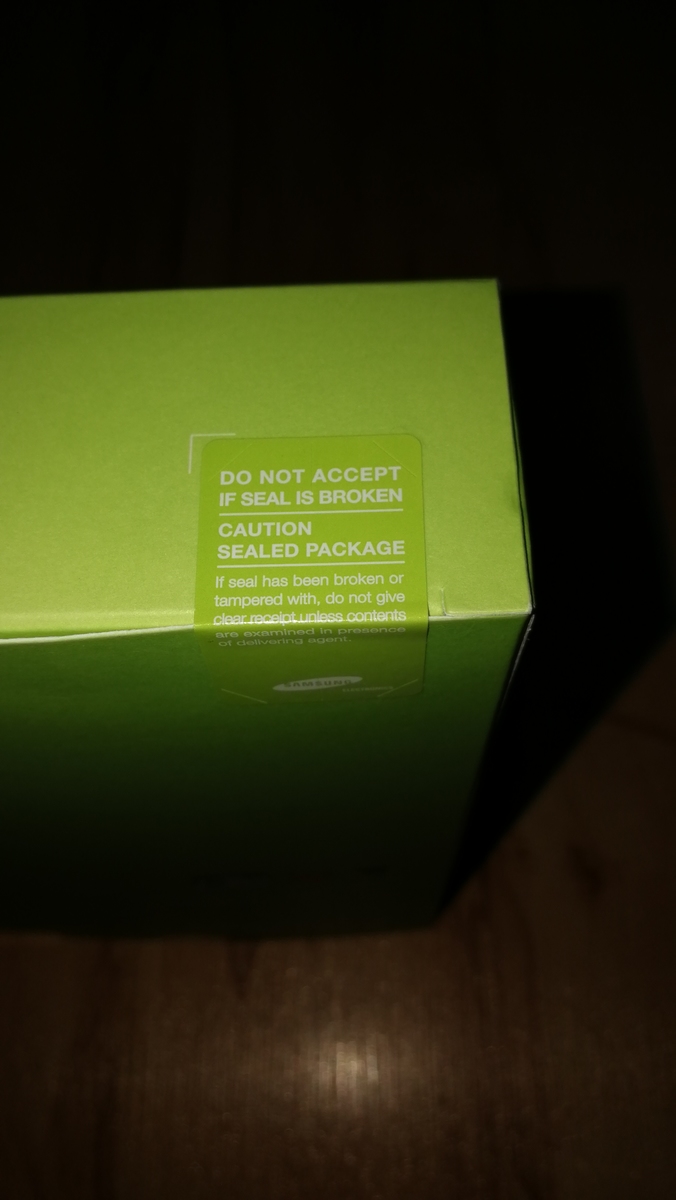 DO NOT ACCEPT
IF SEAL IS BROKEN
CAUTION
SEALED PACKAGE
If seal has been broken or
tampered with, do not give
clear receipt unless contents
are examined in presence
of delivering agent.
SAMSUNG